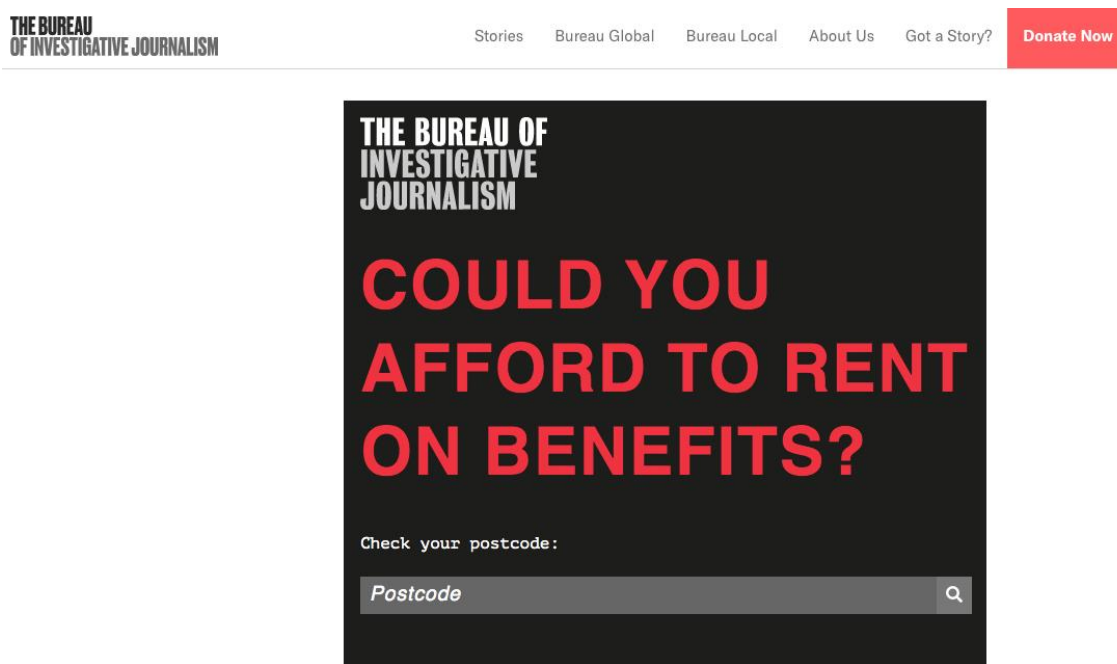 THE BUREAU
OF INVESTIGATIVE JOURNALISM
Stories Bureau Global Bureau Local About Us Got a Story? Donate Now
THE BUREAU OF
INVESTIGATIVE
JOURNALISM
COULD YOU
AFFORD TO RENT
ON BENEFITS?
Check your postcode:
Postcode